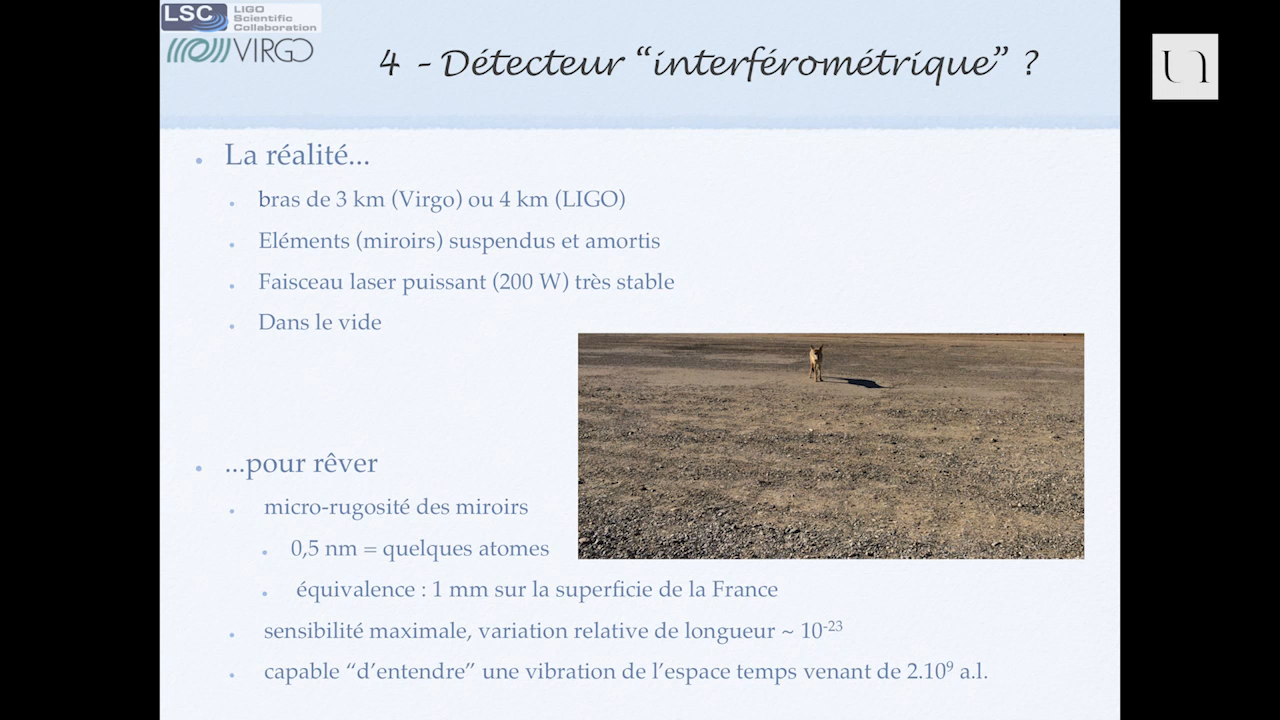 LSC LIGO
Scientific
Collaboration
VIRGO
4 - Détecteur “interférométrique” ?
La réalité...
bras de 3 km (Virgo) ou 4 km (LIGO)
Eléments (miroirs) suspendus et amortis
Faisceau laser puissant (200 W) très stable
Dans le vide
...pour rêver
micro-rugosité des miroirs
0,5 nm = quelques atomes
équivalence : 1 mm sur la superficie de la France
sensibilité maximale, variation relative de longueur ~ 10⁻²³
capable “d’entendre” une vibration de l’espace temps venant de 2.10⁹ a.l.